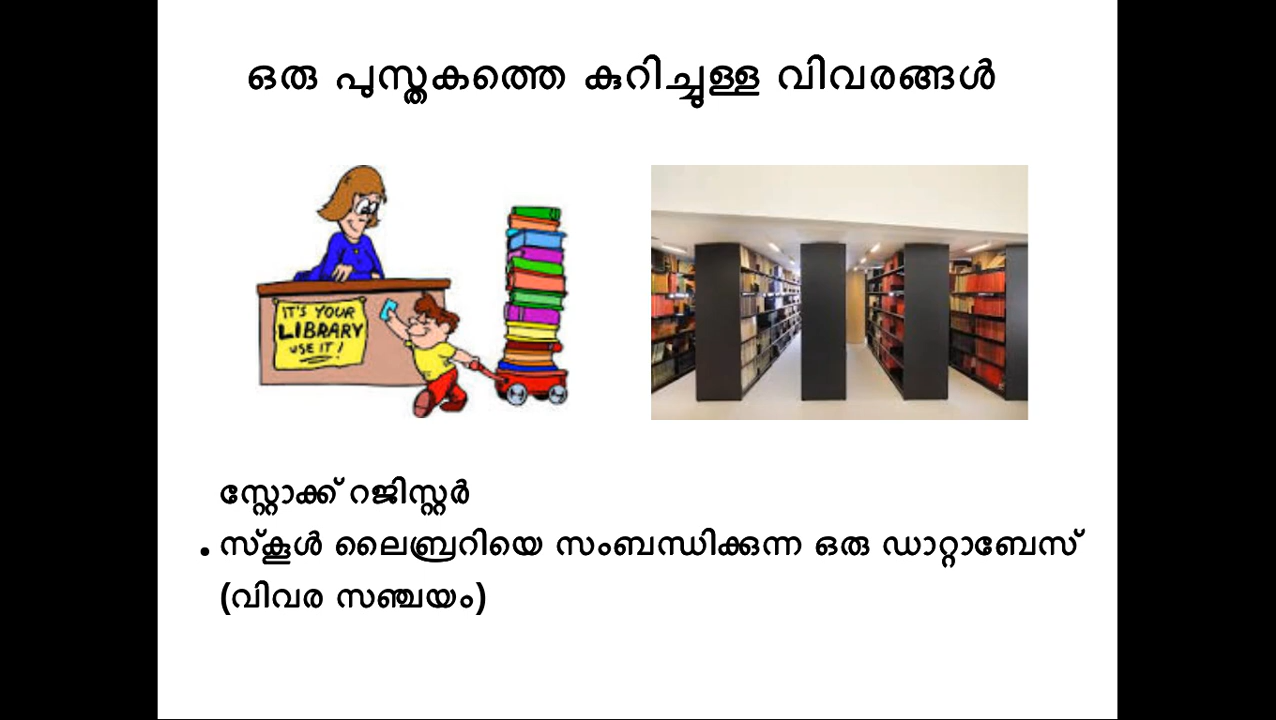 ഒരു പുസ്തകത്തെ കുറിച്ചുള്ള വിവരങ്ങൾ
IT'S YOUR
LIBRARY
USE IT!
സ്റ്റോക്ക് റജിസ്റ്റർ
• സ്കൂൾ ലൈബ്രറിയെ സംബന്ധിക്കുന്ന ഒരു ഡാറ്റാബേസ്
(വിവര സഞ്ചയം)